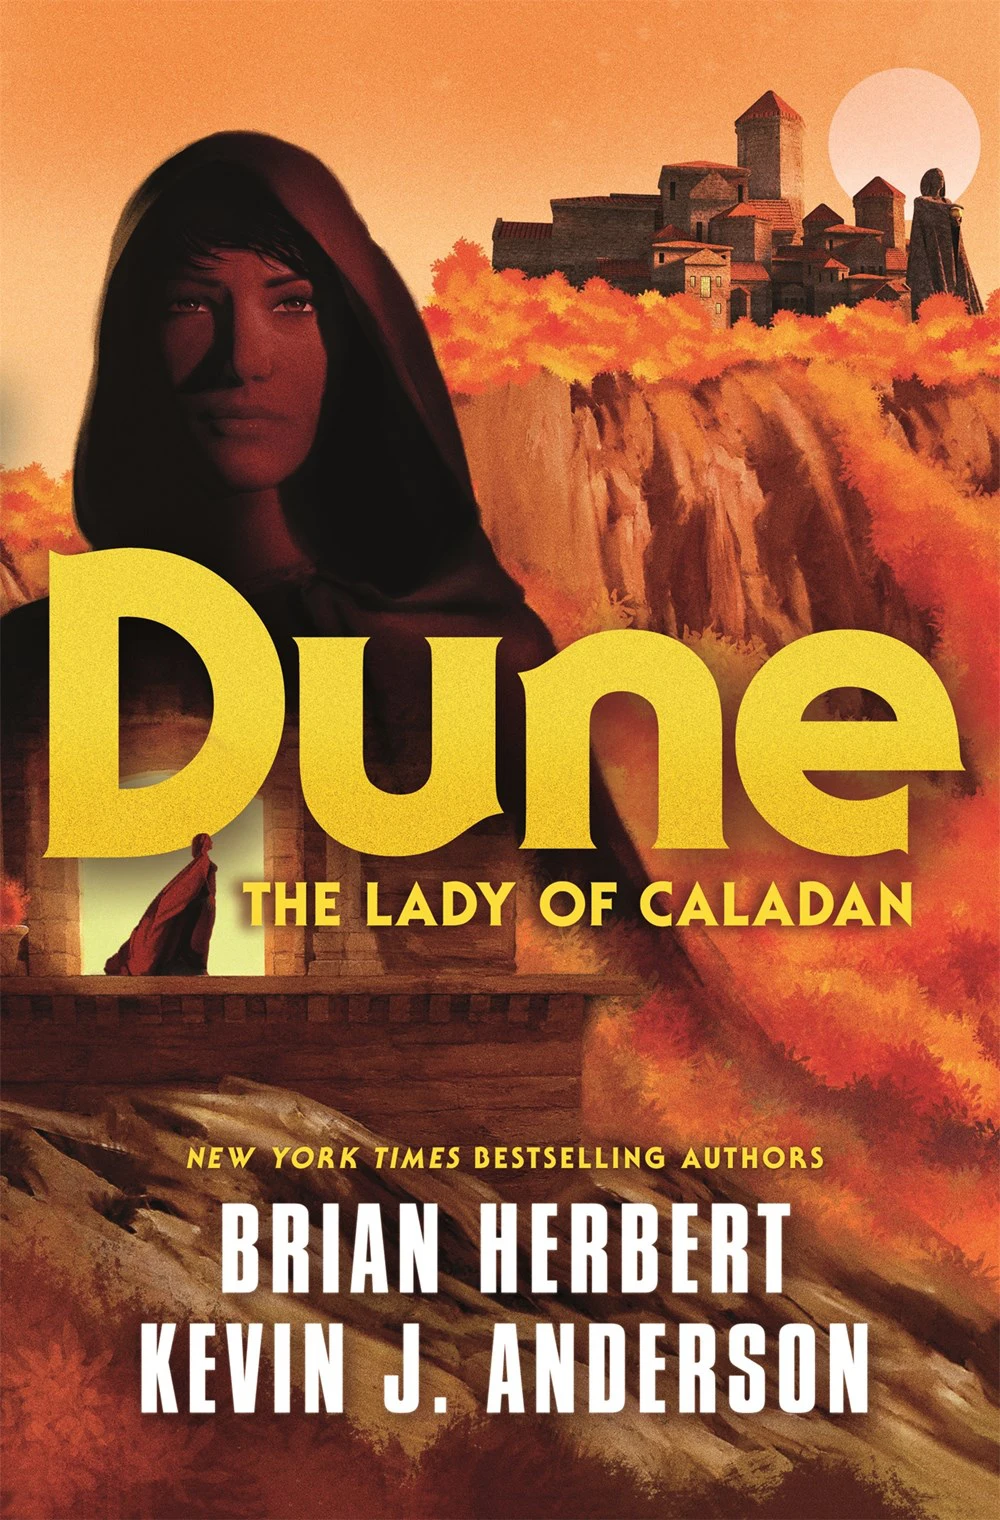 Dune
THE LADY OF CALADAN
NEW YORK TIMES BESTSELLING AUTHORS
BRIAN HERBERT
KEVIN J. ANDERSON